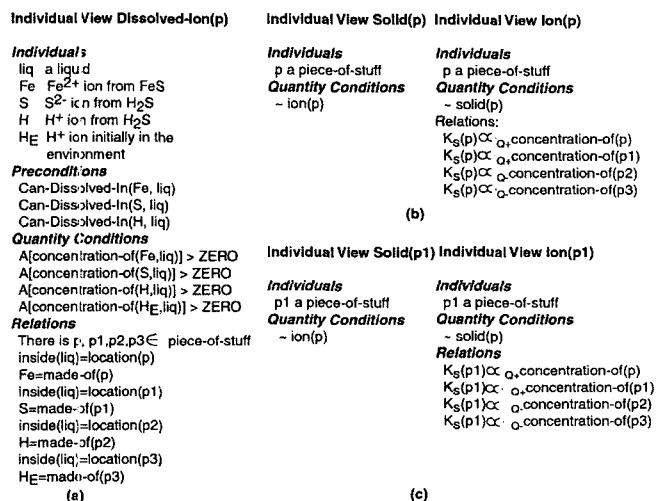 Individual View Dissolved-Ion(p)
Individuals
liq a liquid
Fe Fe2+ ion from FeS
S S2- ion from H2S
H H+ ion from H2S
HE H+ ion initially in the
environment
Preconditions
Can-Dissolved-In(Fe, liq)
Can-Dissolved-In(S, liq)
Can-Dissolved-In(H, liq)
Quantity Conditions
A[concentration-of(Fe,liq)] > ZERO
A[concentration-of(S,liq)] > ZERO
A[concentration-of(H,liq)] > ZERO
A[concentration-of(HE,liq)] > ZERO
Relations
There is p, p1,p2,p3∈ piece-of-stuff
inside(liq)=location(p)
Fe=made-of(p)
inside(liq)=location(p1)
S=made-of(p1)
inside(liq)=location(p2)
H=made-of(p2)
inside(liq)=location(p3)
HE=made-of(p3)
(a)
Individual View Solid(p)
Individuals
p a piece-of-stuff
Quantity Conditions
~ ion(p)
Individual View Ion(p)
Individuals
p a piece-of-stuff
Quantity Conditions
~ solid(p)
Relations:
KS(p)∝ Q+concentration-of(p)
KS(p)∝ Q+concentration-of(p1)
KS(p)∝ Q-concentration-of(p2)
KS(p)∝ Q-concentration-of(p3)
(b)
Individual View Solid(p1)
Individuals
p1 a piece-of-stuff
Quantity Conditions
~ ion(p)
Individual View Ion(p1)
Individuals
p1 a piece-of-stuff
Quantity Conditions
~ solid(p)
Relations
KS(p1)∝ Q+concentration-of(p)
KS(p1)∝ Q+concentration-of(p1)
KS(p1)∝ Q-concentration-of(p2)
KS(p1)∝ Q-concentration-of(p3)
(c)